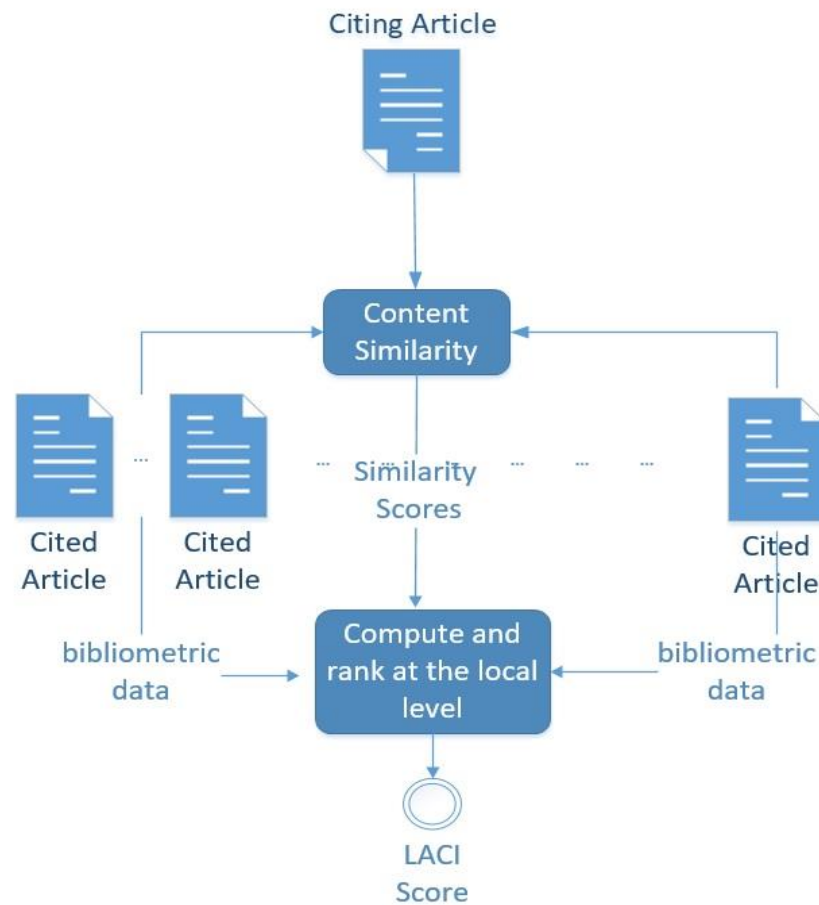 Citing Article
Content
Similarity
...
... ... ... ... ... ...
Similarity
Scores
Cited
Article
Cited
Article
Cited
Article
bibliometric
data
Compute and
rank at the local
level
bibliometric
data
LACI
Score